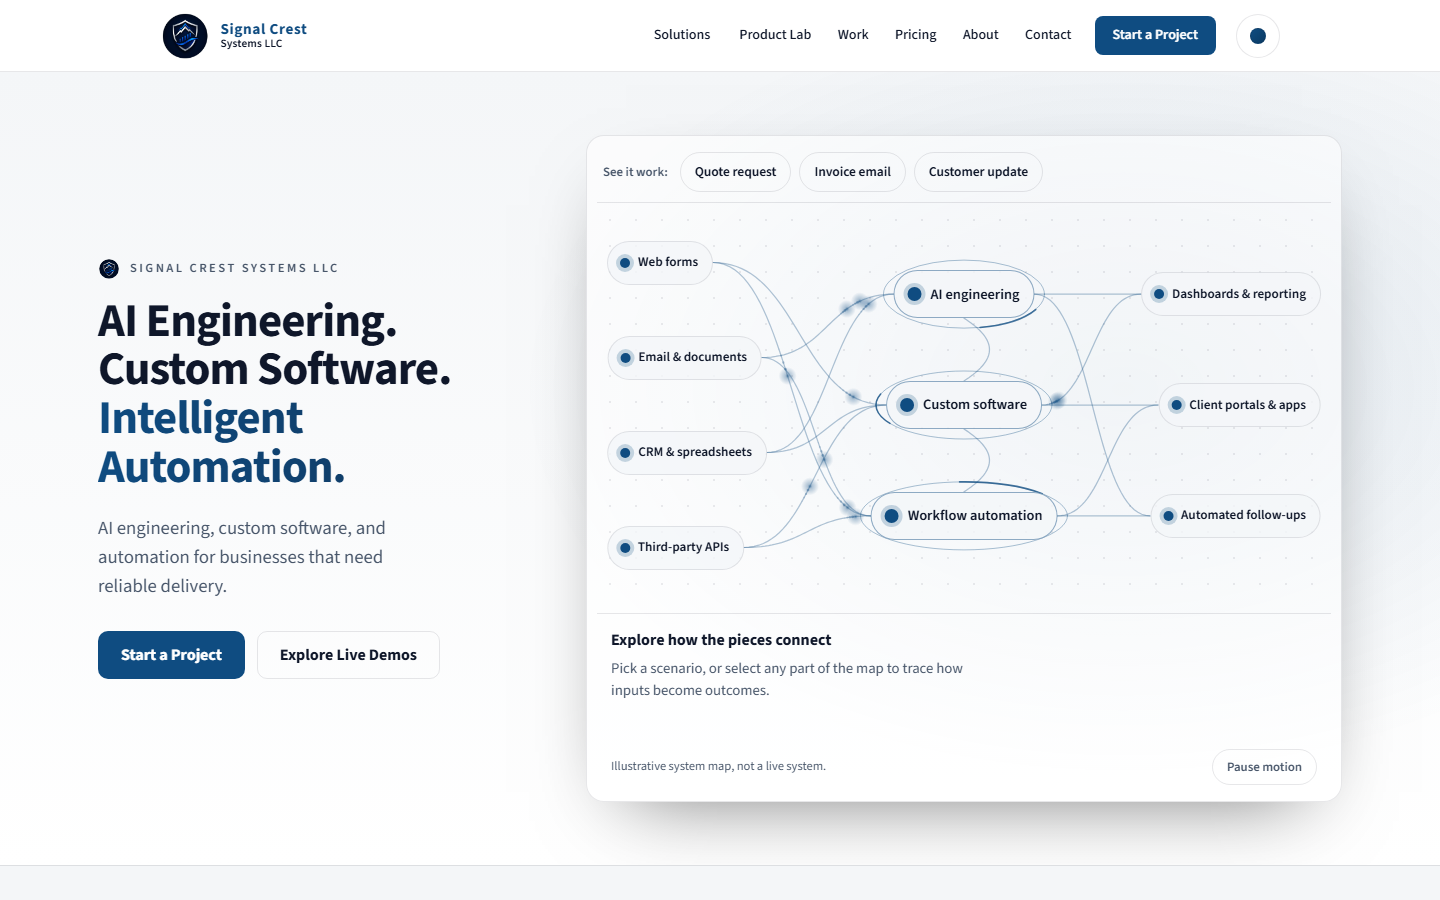 Signal Crest
Systems LLC
Solutions
Product Lab
Work
Pricing
About
Contact
Start a Project
SIGNAL CREST SYSTEMS LLC
AI Engineering.
Custom Software.
Intelligent
Automation.
AI engineering, custom software, and
automation for businesses that need
reliable delivery.
Start a Project
Explore Live Demos
See it work:
Quote request
Invoice email
Customer update
Web forms
Email & documents
CRM & spreadsheets
Third-party APIs
AI engineering
Custom software
Workflow automation
Dashboards & reporting
Client portals & apps
Automated follow-ups
Explore how the pieces connect
Pick a scenario, or select any part of the map to trace how
inputs become outcomes.
Illustrative system map, not a live system.
Pause motion